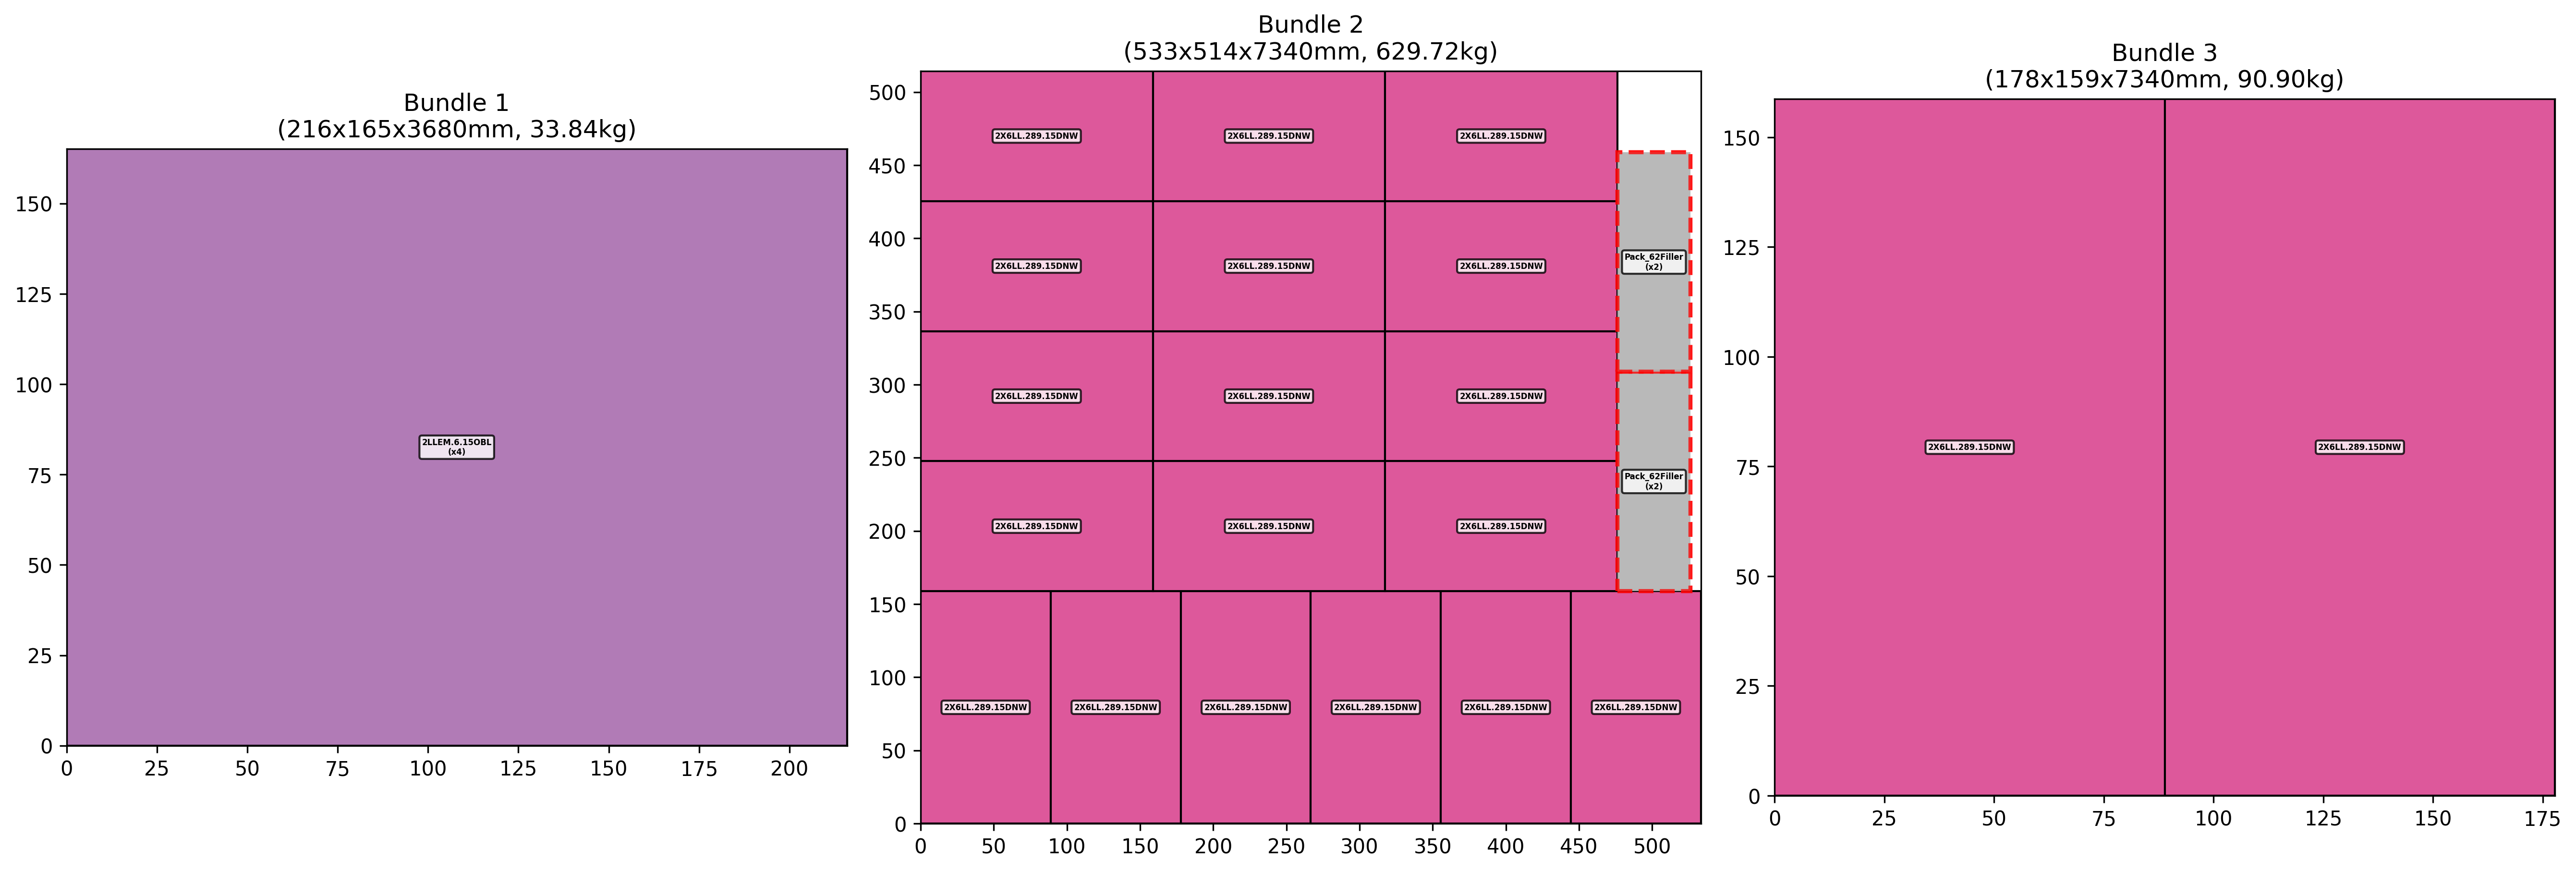 Bundle 1
(216x165x3680mm, 33.84kg)
150
125
100
75
50
25
0
2LLEM.6.15OBL
(x4)
0 25 50 75 100 125 150 175 200
Bundle 2
(533x514x7340mm, 629.72kg)
500
450
400
350
300
250
200
150
100
50
0
2X6LL.289.15DNW 2X6LL.289.15DNW 2X6LL.289.15DNW
2X6LL.289.15DNW 2X6LL.289.15DNW 2X6LL.289.15DNW
Pack_62Filler
(x2)
2X6LL.289.15DNW 2X6LL.289.15DNW 2X6LL.289.15DNW
Pack_62Filler
(x2)
2X6LL.289.15DNW 2X6LL.289.15DNW 2X6LL.289.15DNW
2X6LL.289.15DNW 2X6LL.289.15DNW 2X6LL.289.15DNW 2X6LL.289.15DNW 2X6LL.289.15DNW 2X6LL.289.15DNW
0 50 100 150 200 250 300 350 400 450 500
Bundle 3
(178x159x7340mm, 90.90kg)
150
125
100
75
50
25
0
2X6LL.289.15DNW 2X6LL.289.15DNW
0 25 50 75 100 125 150 175